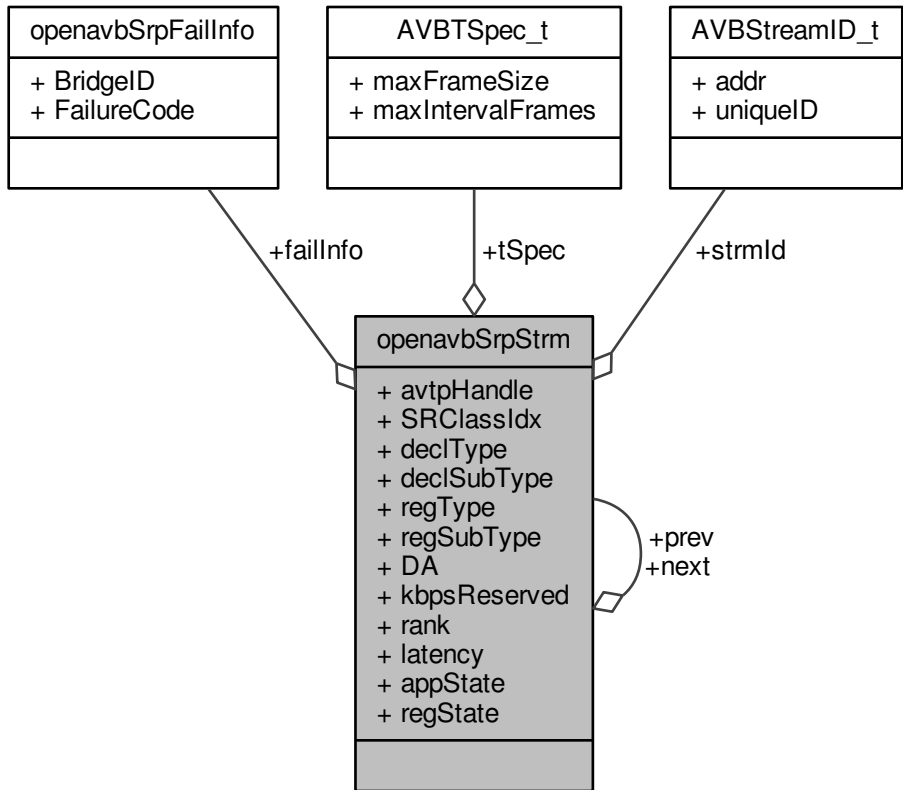 openavbSrpFailInfo
+ BridgeID
+ FailureCode
AVBTSpec_t
+ maxFrameSize
+ maxIntervalFrames
AVBStreamID_t
+ addr
+ uniqueID
+failInfo
+tSpec
+strmId
openavbSrpStrm
+ avtpHandle
+ SRClassIdx
+ declType
+ declSubType
+ regType
+ regSubType
+ DA
+ kbpsReserved
+ rank
+ latency
+ appState
+ regState
+prev
+next